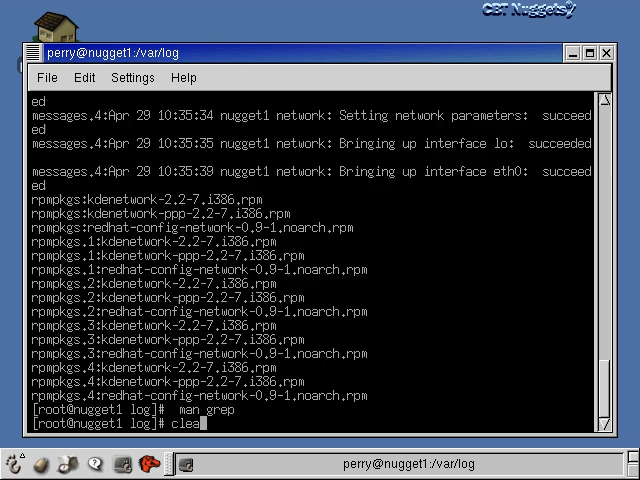 CBT Nuggets
perry@nugget1:/var/log
File Edit Settings Help
ed
messages.4:Apr 29 10:35:34 nugget1 network: Setting network parameters:  succeed
ed
messages.4:Apr 29 10:35:35 nugget1 network: Bringing up interface lo:  succeeded
messages.4:Apr 29 10:35:39 nugget1 network: Bringing up interface eth0:  succeed
ed
rpmpkgs:kdenetwork-2.2-7.i386.rpm
rpmpkgs:kdenetwork-ppp-2.2-7.i386.rpm
rpmpkgs:redhat-config-network-0.9-1.noarch.rpm
rpmpkgs.1:kdenetwork-2.2-7.i386.rpm
rpmpkgs.1:kdenetwork-ppp-2.2-7.i386.rpm
rpmpkgs.1:redhat-config-network-0.9-1.noarch.rpm
rpmpkgs.2:kdenetwork-2.2-7.i386.rpm
rpmpkgs.2:kdenetwork-ppp-2.2-7.i386.rpm
rpmpkgs.2:redhat-config-network-0.9-1.noarch.rpm
rpmpkgs.3:kdenetwork-2.2-7.i386.rpm
rpmpkgs.3:kdenetwork-ppp-2.2-7.i386.rpm
rpmpkgs.3:redhat-config-network-0.9-1.noarch.rpm
rpmpkgs.4:kdenetwork-2.2-7.i386.rpm
rpmpkgs.4:kdenetwork-ppp-2.2-7.i386.rpm
rpmpkgs.4:redhat-config-network-0.9-1.noarch.rpm
[root@nugget1 log]#  man grep
[root@nugget1 log]# clea
perry@nugget1:/var/log